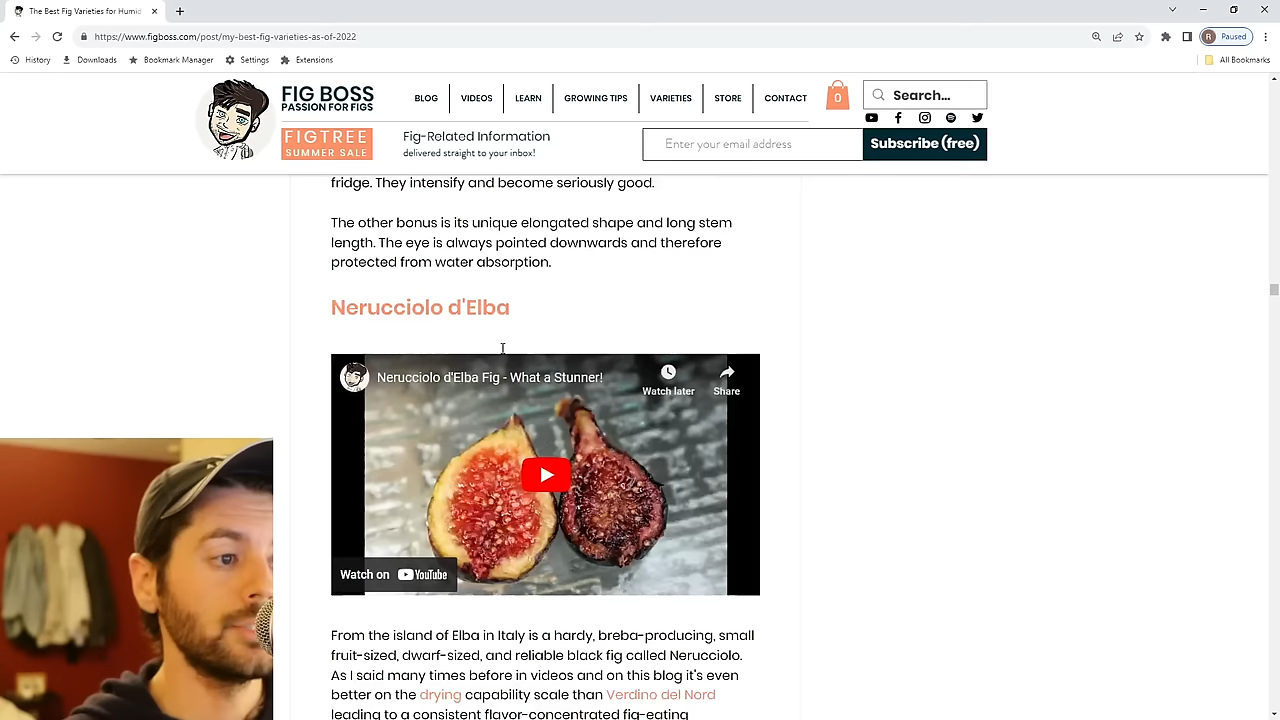 The Best Fig Varieties for Humid
https://www.figboss.com/post/my-best-fig-varieties-as-of-2022
R Paused
History Downloads Bookmark Manager Settings Extensions All Bookmarks
FIG BOSS
PASSION FOR FIGS
BLOG VIDEOS LEARN GROWING TIPS VARIETIES STORE CONTACT
0
Search...
FIGTREE
SUMMER SALE
Fig-Related Information
delivered straight to your inbox!
Enter your email address
Subscribe (free)
fridge. They intensify and become seriously good.
The other bonus is its unique elongated shape and long stem
length. The eye is always pointed downwards and therefore
protected from water absorption.
Nerucciolo d'Elba
Nerucciolo d'Elba Fig - What a Stunner!
Watch later
Share
Watch on YouTube
From the island of Elba in Italy is a hardy, breba-producing, small
fruit-sized, dwarf-sized, and reliable black fig called Nerucciolo.
As I said many times before in videos and on this blog it's even
better on the drying capability scale than Verdino del Nord
leading to a consistent flavor-concentrated fig-eating